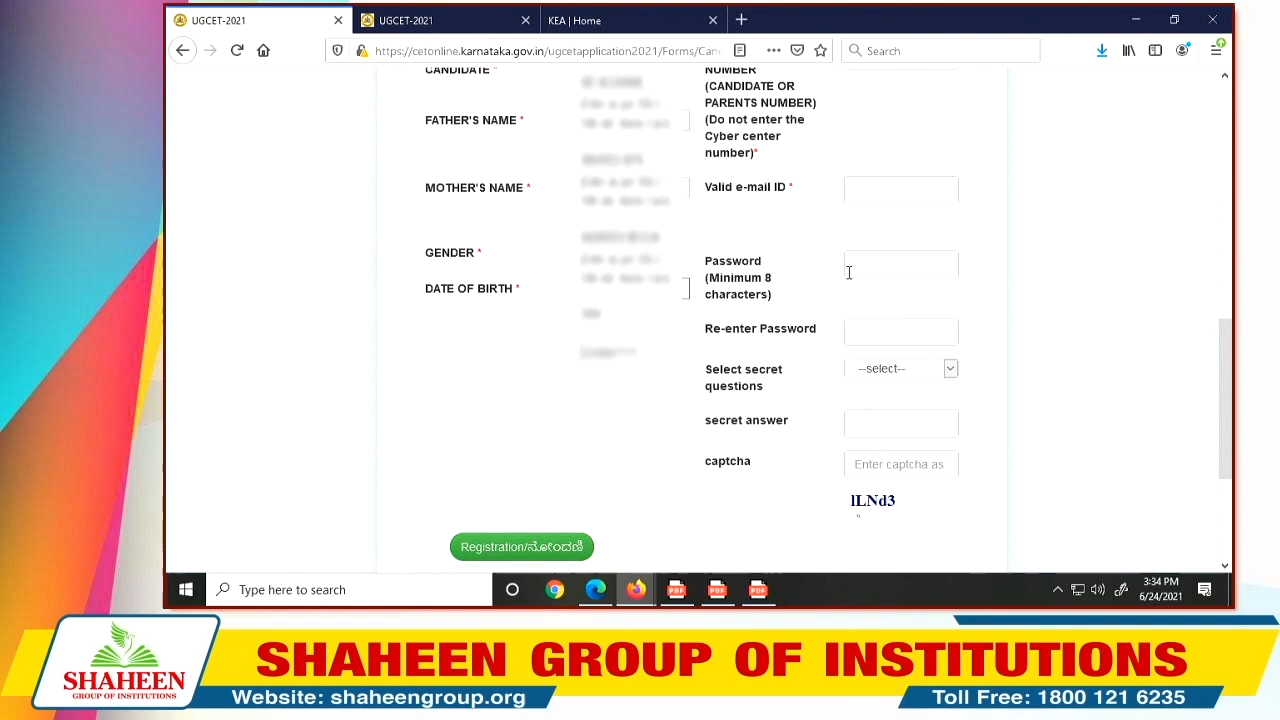 UGCET-2021
UGCET-2021
KEA | Home
https://cetonline.karnataka.gov.in/ugcetapplication2021/Forms/Can
Search
CANDIDATE *
FATHER'S NAME *
MOTHER'S NAME *
GENDER *
DATE OF BIRTH *
NUMBER
(CANDIDATE OR
PARENTS NUMBER)
(Do not enter the
Cyber center
number)*
Valid e-mail ID *
Password
(Minimum 8
characters)
Re-enter Password
Select secret
questions
--select--
secret answer
captcha
Enter captcha as
lLNd3
Registration/ನೋಂದಣಿ
Type here to search
PDF
PDF
PDF
3:34 PM
6/24/2021
SHAHEEN
GROUP OF INSTITUTIONS
SHAHEEN GROUP OF INSTITUTIONS
Website: shaheengroup.org
Toll Free: 1800 121 6235